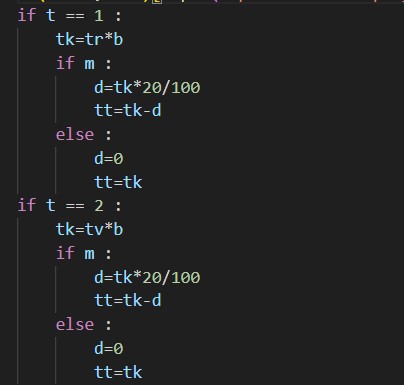 if t == 1 :
    tk=tr*b
    if m :
        d=tk*20/100
        tt=tk-d
    else :
        d=0
        tt=tk
if t == 2 :
    tk=tv*b
    if m :
        d=tk*20/100
        tt=tk-d
    else :
        d=0
        tt=tk